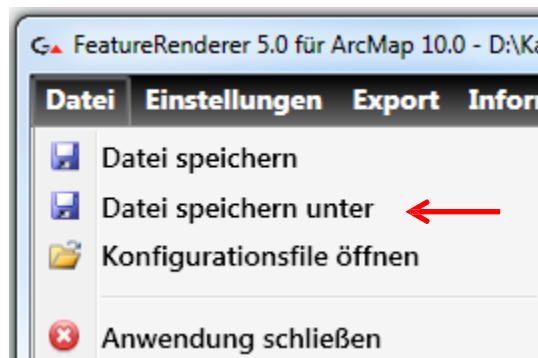 FeatureRenderer 5.0 für ArcMap 10.0 - D:\Ka
Datei Einstellungen Export Infor
Datei speichern
Datei speichern unter
Konfigurationsfile öffnen
Anwendung schließen